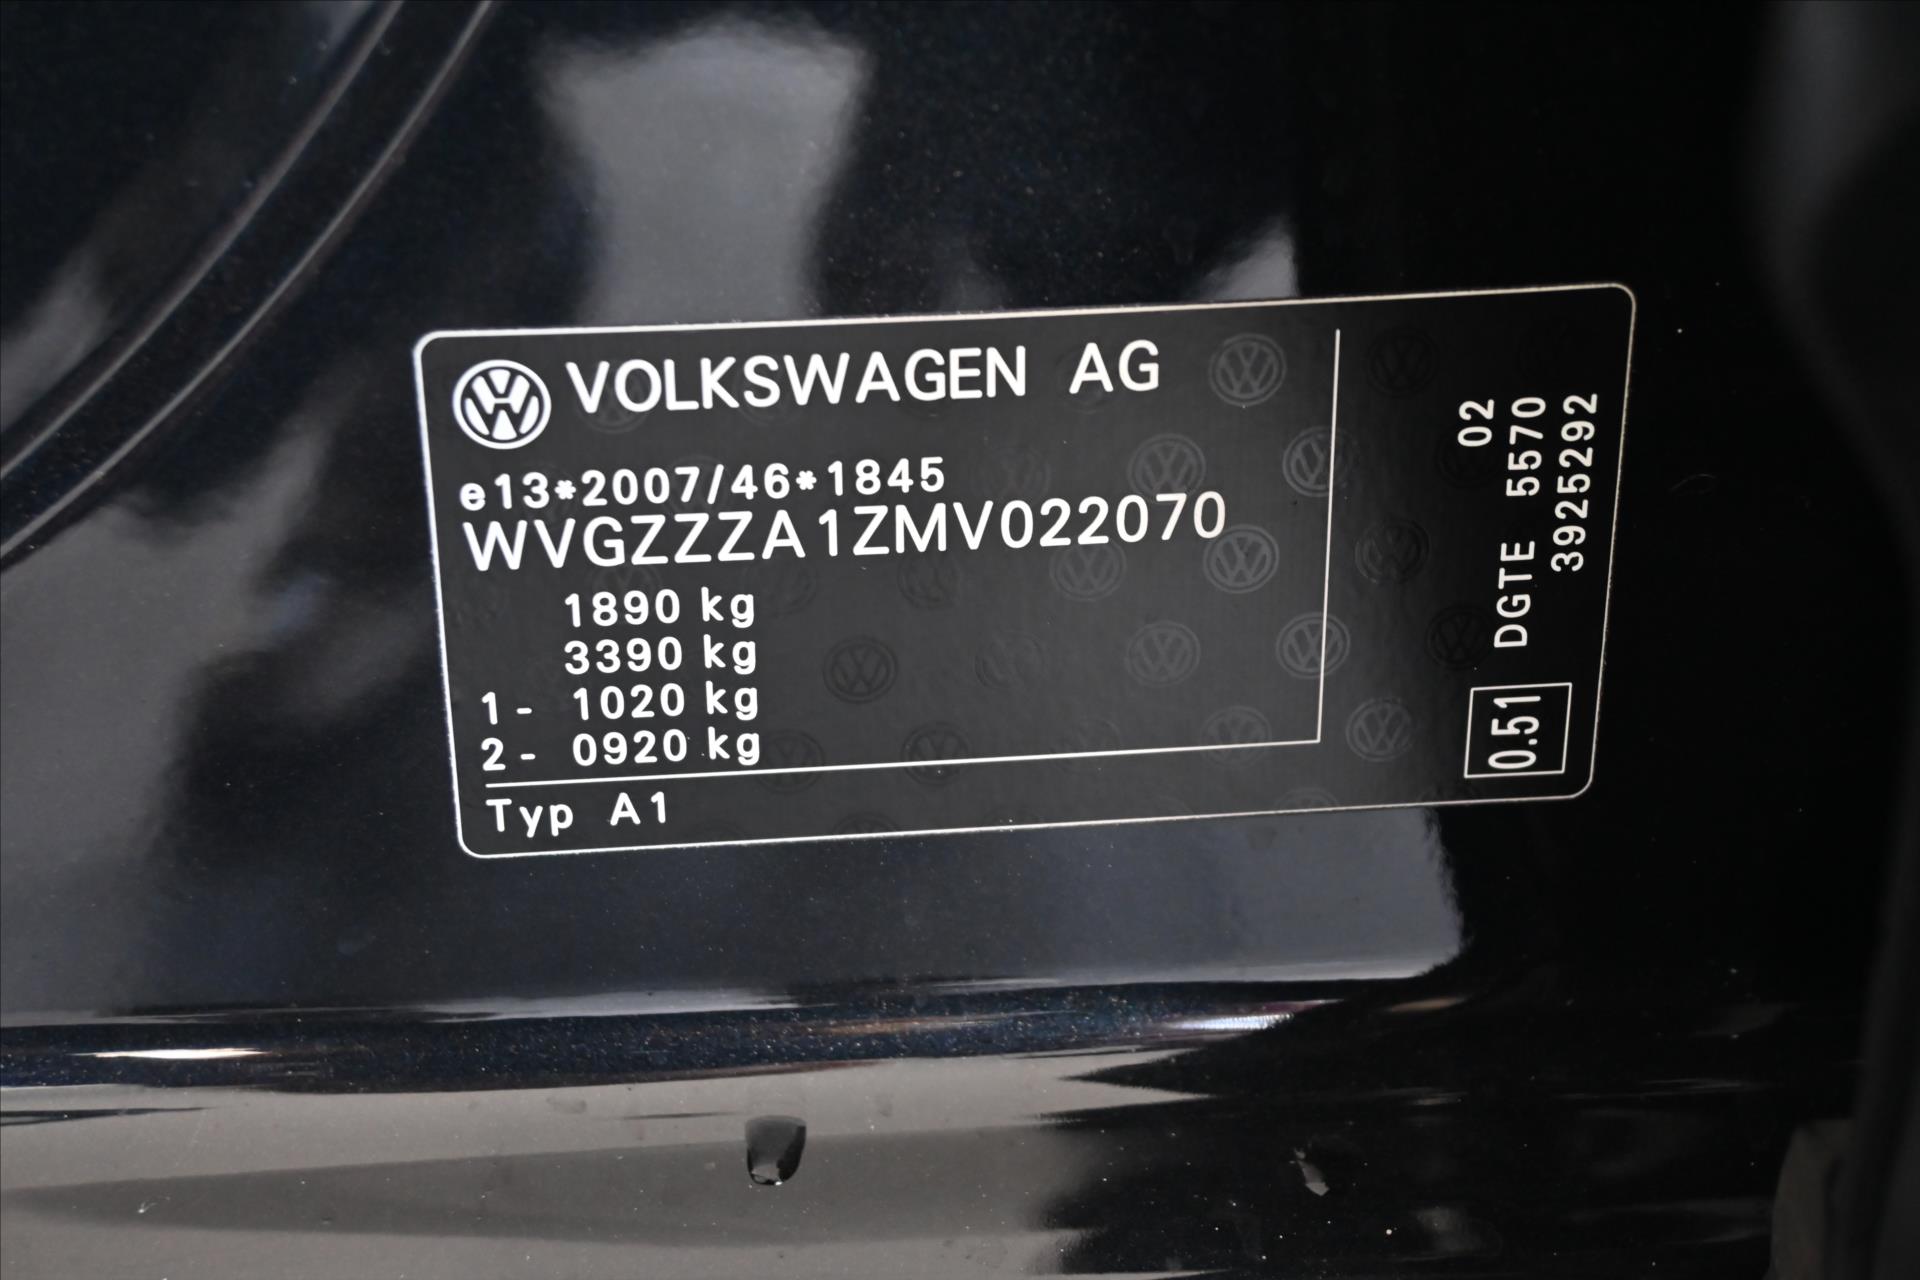 VOLKSWAGEN AG
e13*2007/46*1845
WVGZZZA1ZMV022070
1890 kg
3390 kg
1- 1020 kg
2- 0920 kg
Typ A1
02
DGTE 5570
3925292
0.51